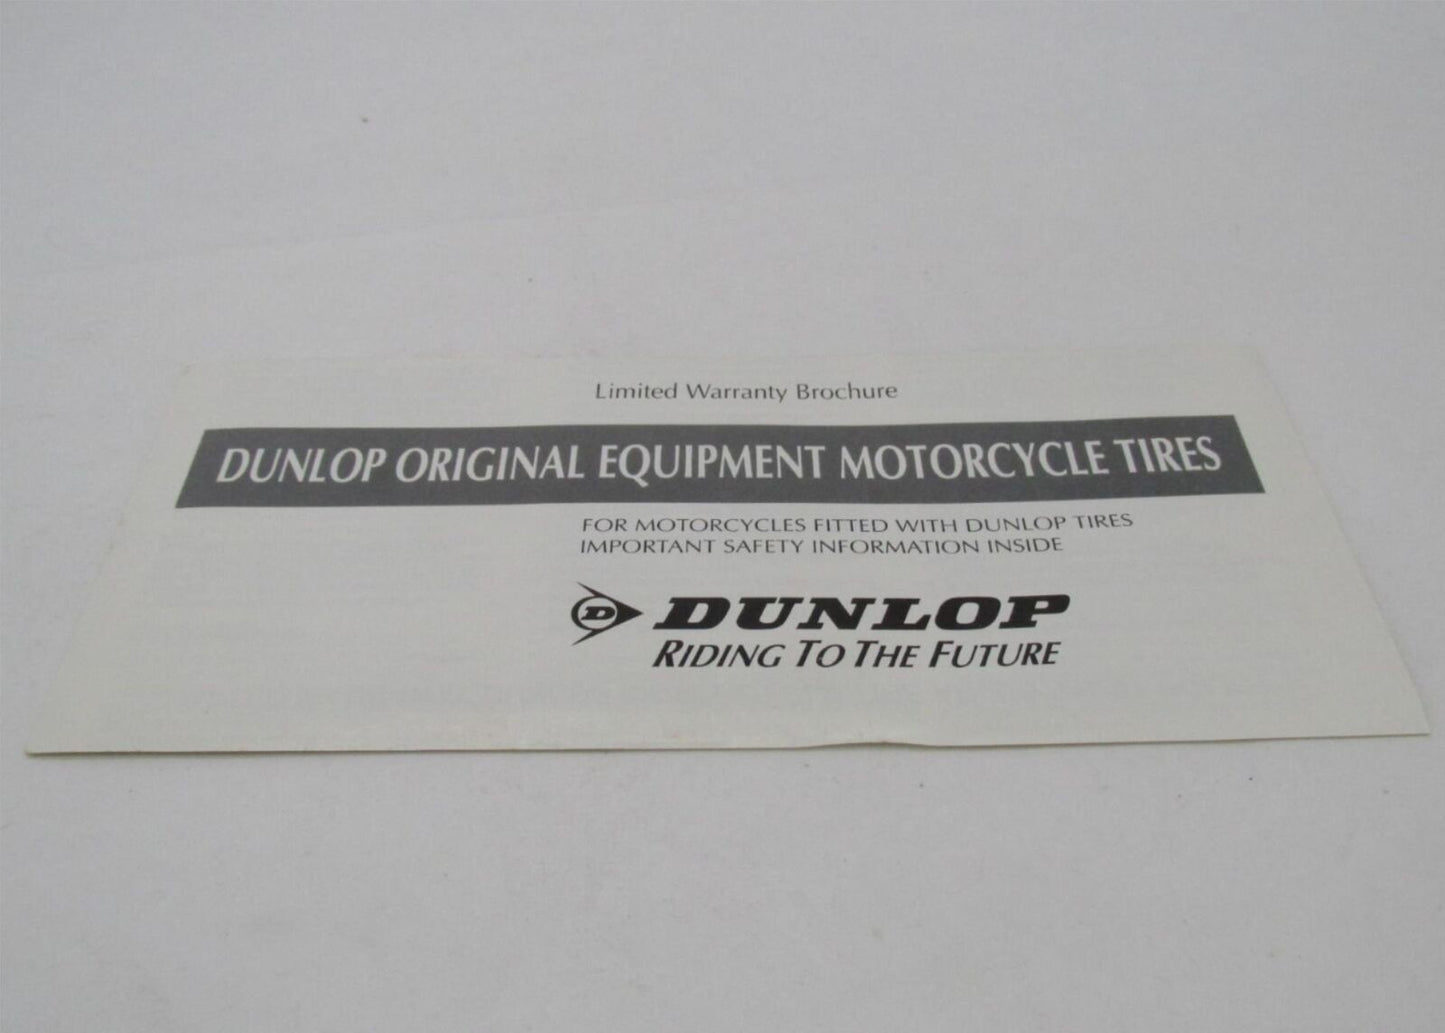 Limited Warranty Brochure
DUNLOP ORIGINAL EQUIPMENT MOTORCYCLE TIRES
FOR MOTORCYCLES FITTED WITH DUNLOP TIRES
IMPORTANT SAFETY INFORMATION INSIDE
D DUNLOP
RIDING TO THE FUTURE